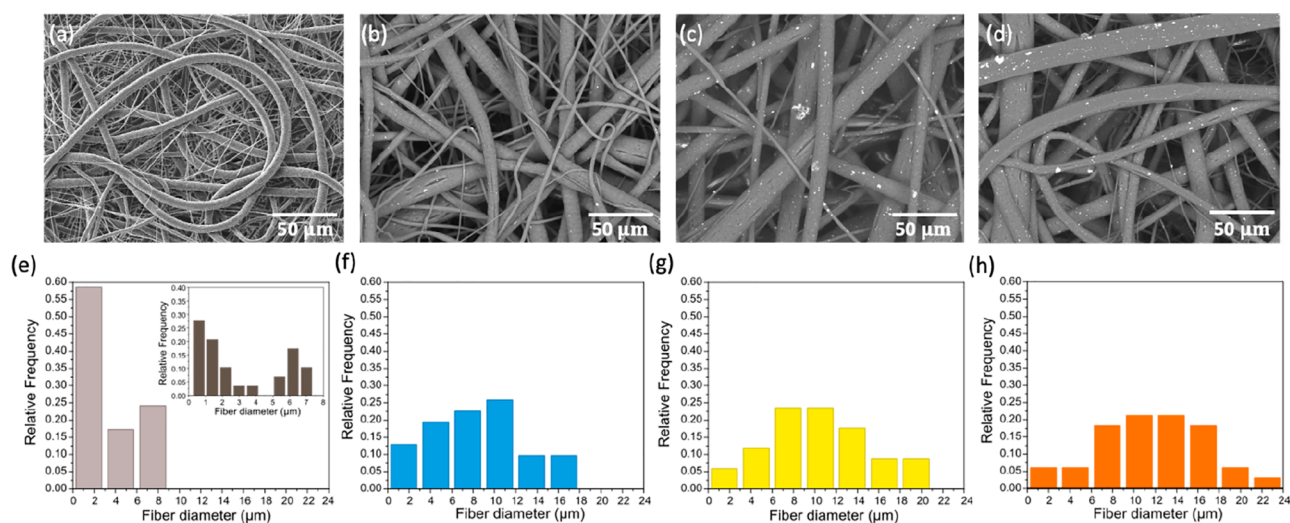 (a) (b) (c) (d)
50 µm 50 µm 50 µm 50 µm
(e) (f) (g) (h)
0.60 0.55 0.50 0.45 0.40 0.35 0.30 0.25 0.20 0.15 0.10 0.05 0.00
Relative Frequency
0 2 4 6 8 10 12 14 16 18 20 22 24
Fiber diameter (µm)
0.40 0.35 0.30 0.25 0.20 0.15 0.10 0.05 0.00
Relative Frequency
0 1 2 3 4 5 6 7 8
Fiber diameter (µm)
0.60 0.55 0.50 0.45 0.40 0.35 0.30 0.25 0.20 0.15 0.10 0.05 0.00
Relative Frequency
0 2 4 6 8 10 12 14 16 18 20 22 24
Fiber diameter (µm)
0.60 0.55 0.50 0.45 0.40 0.35 0.30 0.25 0.20 0.15 0.10 0.05 0.00
Relative Frequency
0 2 4 6 8 10 12 14 16 18 20 22 24
Fiber diameter (µm)
0.60 0.55 0.50 0.45 0.40 0.35 0.30 0.25 0.20 0.15 0.10 0.05 0.00
Relative Frequency
0 2 4 6 8 10 12 14 16 18 20 22 24
Fiber diameter (µm)